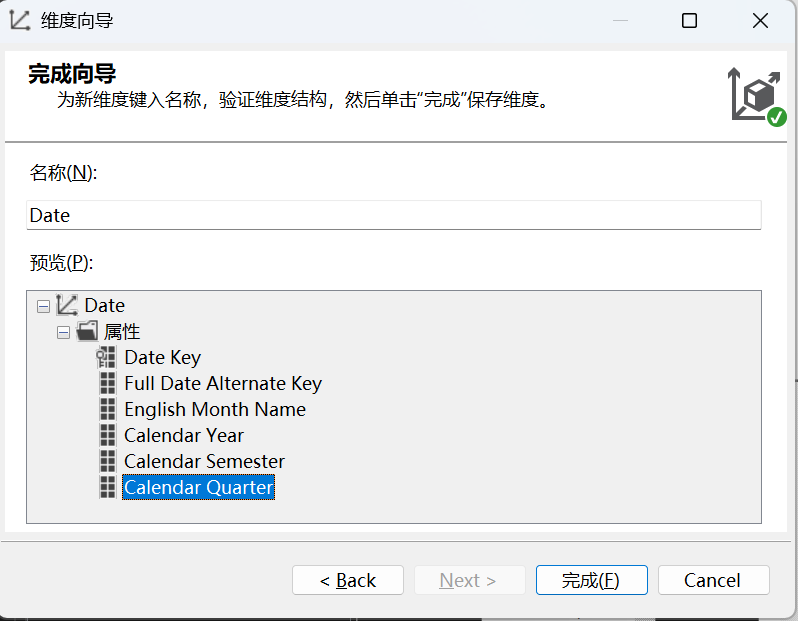 维度向导
完成向导
为新维度键入名称，验证维度结构，然后单击“完成”保存维度。
名称(N):
Date
预览(P):
Date
属性
Date Key
Full Date Alternate Key
English Month Name
Calendar Year
Calendar Semester
Calendar Quarter
< Back
Next >
完成(F)
Cancel